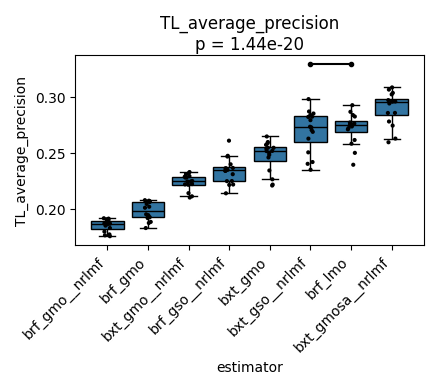 TL_average_precision
p = 1.44e-20
TL_average_precision
0.30
0.25
0.20
brf_gmo__nrlmf
brf_gmo
bxt_gmo__nrlmf
brf_gso__nrlmf
bxt_gmo
bxt_gso__nrlmf
brf_lmo
bxt_gmosa__nrlmf
estimator